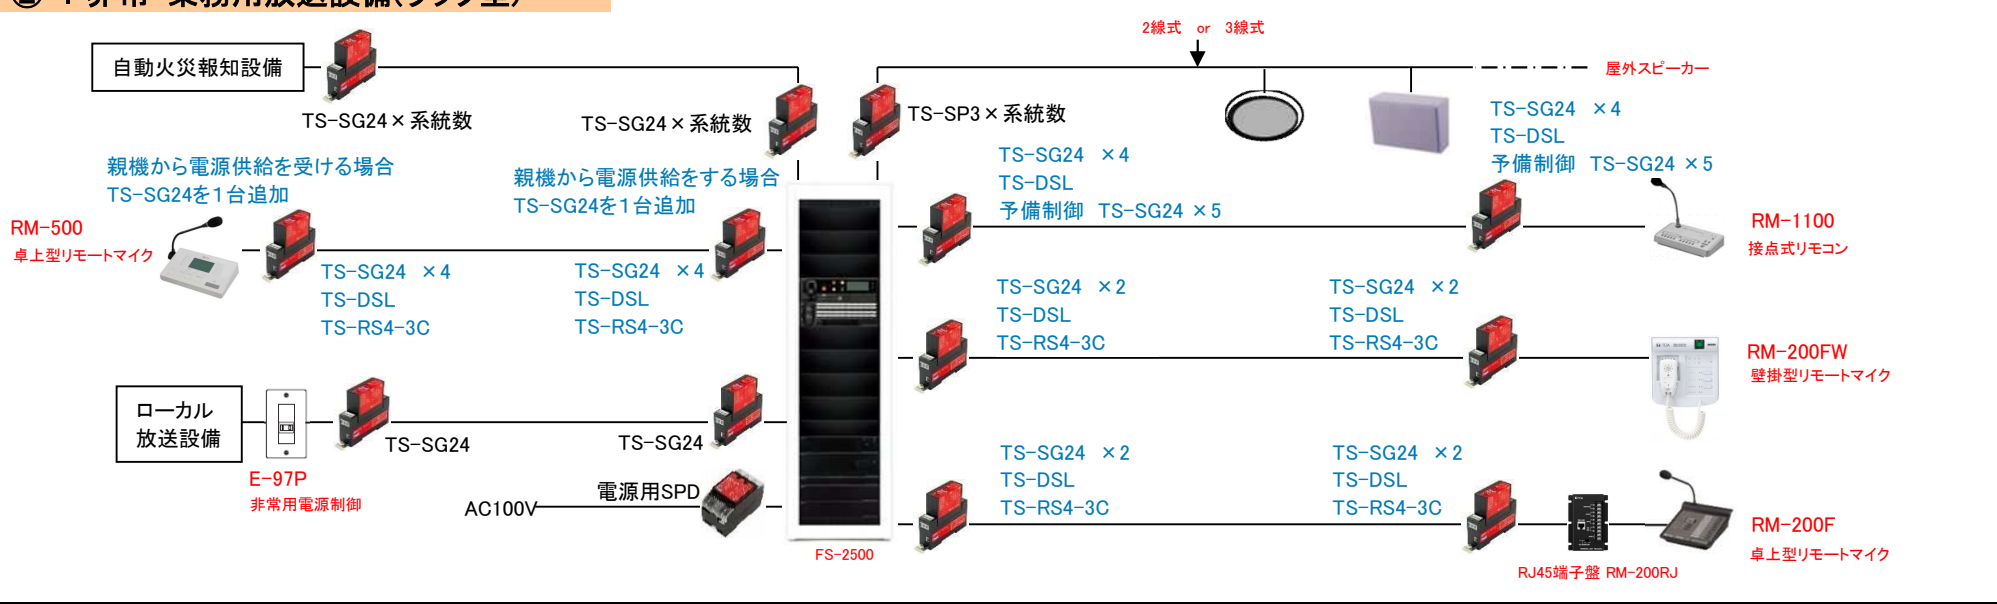 2線式 or 3線式
自動火災報知設備
屋外スピーカー
TS-SG24×系統数
TS-SG24×系統数
TS-SP3×系統数
TS-SG24 ×4
TS-DSL
予備制御 TS-SG24 ×5
親機から電源供給を受ける場合
TS-SG24を1台追加
親機から電源供給をする場合
TS-SG24を1台追加
TS-SG24 ×4
TS-DSL
予備制御 TS-SG24 ×5
RM-500
卓上型リモートマイク
RM-1100
接点式リモコン
TS-SG24 ×4
TS-DSL
TS-RS4-3C
TS-SG24 ×4
TS-DSL
TS-RS4-3C
TS-SG24 ×2
TS-DSL
TS-RS4-3C
TS-SG24 ×2
TS-DSL
TS-RS4-3C
RM-200FW
壁掛型リモートマイク
ローカル
放送設備
TS-SG24
TS-SG24
E-97P
非常用電源制御
電源用SPD
AC100V
TS-SG24 ×2
TS-DSL
TS-RS4-3C
TS-SG24 ×2
TS-DSL
TS-RS4-3C
RM-200F
卓上型リモートマイク
FS-2500
RJ45端子盤 RM-200RJ